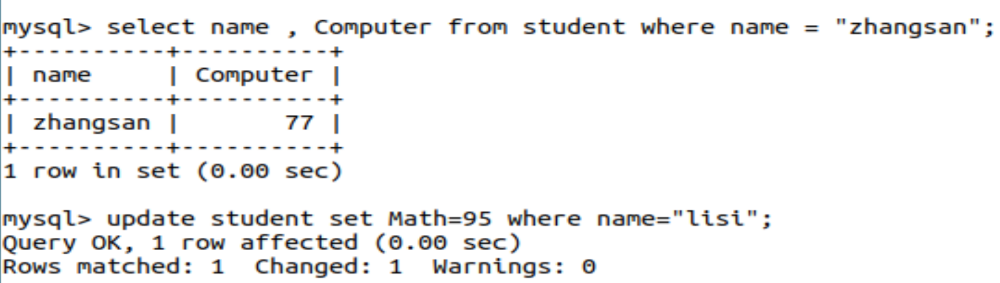 mysql> select name , Computer from student where name = "zhangsan";
+----------+----------+
| name     | Computer |
+----------+----------+
| zhangsan |       77 |
+----------+----------+
1 row in set (0.00 sec)
mysql> update student set Math=95 where name="lisi";
Query OK, 1 row affected (0.00 sec)
Rows matched: 1  Changed: 1  Warnings: 0